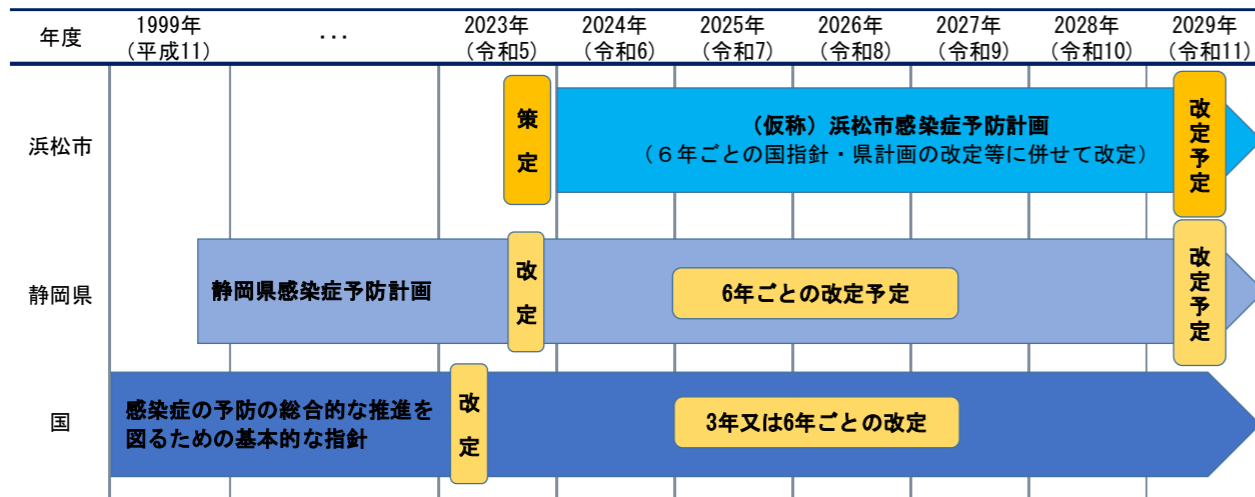 年度
1999年
（平成11）
･･･
2023年
（令和5）
2024年
（令和6）
2025年
（令和7）
2026年
（令和8）
2027年
（令和9）
2028年
（令和10）
2029年
（令和11）
浜松市
策定
（仮称）浜松市感染症予防計画
（６年ごとの国指針・県計画の改定等に併せて改定）
改定予定
静岡県
静岡県感染症予防計画
改定
6年ごとの改定予定
改定予定
国
感染症の予防の総合的な推進を
図るための基本的な指針
改定
3年又は6年ごとの改定